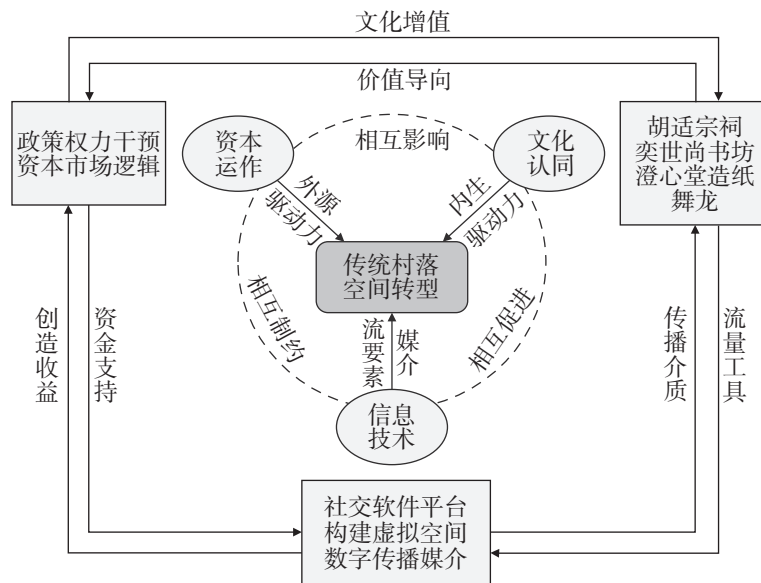 文化增值
价值导向
政策权力干预
资本市场逻辑
资本
运作
相互影响
文化
认同
胡适宗祠
奕世尚书坊
澄心堂造纸
舞龙
外源
驱动力
内生
驱动力
传统村落
空间转型
创造收益
资金支持
相互制约
流要素
媒介
相互促进
传播介质
流量工具
信息
技术
社交软件平台
构建虚拟空间
数字传播媒介